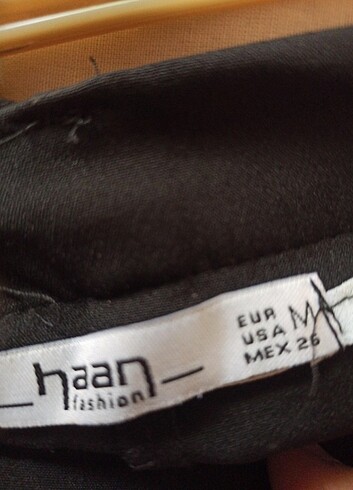 haan
fashion
EUR M
USA
MEX 26